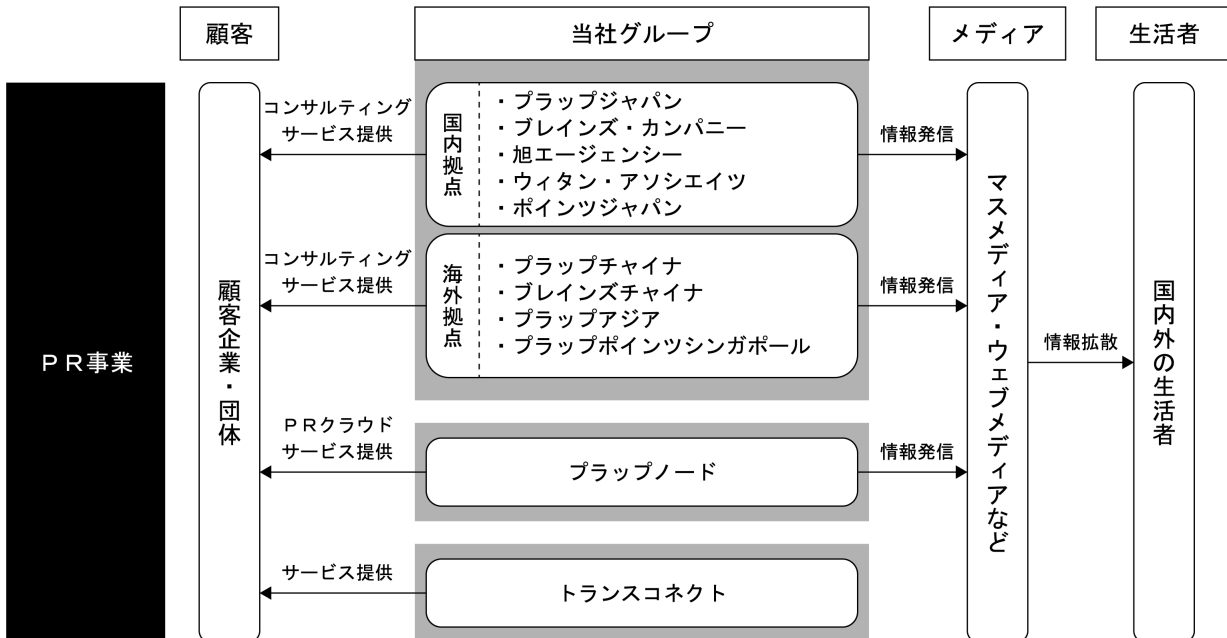 顧客
当社グループ
メディア
生活者
PR事業
顧客企業・団体
コンサルティング
サービス提供
国内拠点
・プラップジャパン
・ブレインズ・カンパニー
・旭エージェンシー
・ウィタン・アソシエイツ
・ポインツジャパン
情報発信
コンサルティング
サービス提供
海外拠点
・プラップチャイナ
・ブレインズチャイナ
・プラップアジア
・プラップポインツシンガポール
情報発信
PRクラウド
サービス提供
プラップノード
情報発信
サービス提供
トランスコネクト
マスメディア・ウェブメディアなど
情報拡散
国内外の生活者